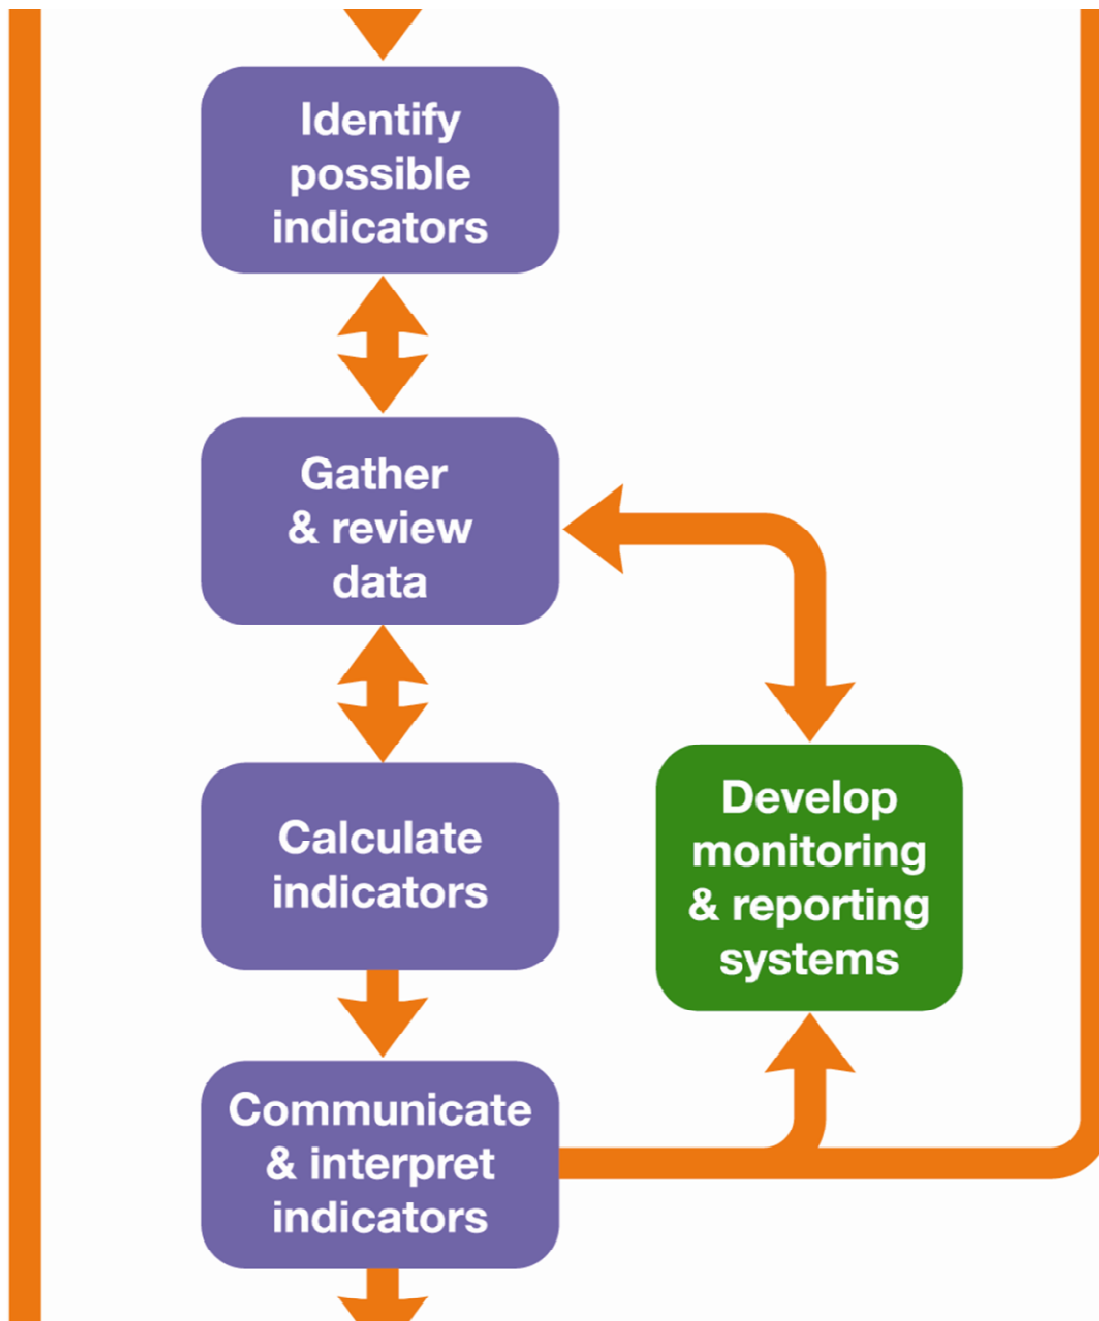 Identify
possible
indicators
Gather
& review
data
Calculate
indicators
Develop
monitoring
& reporting
systems
Communicate
& interpret
indicators